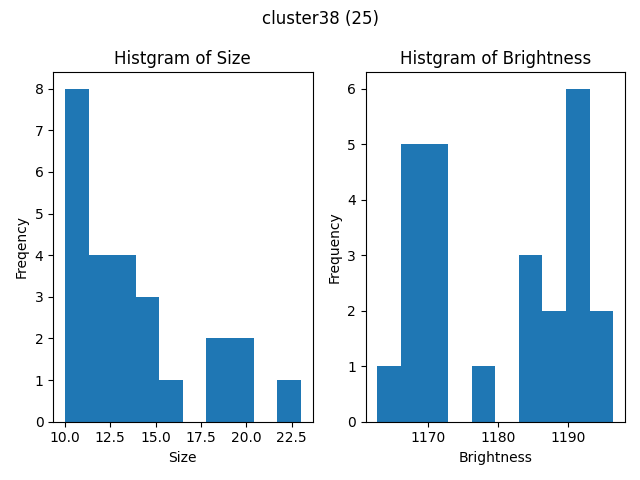 cluster38 (25)
Histgram of Size
8
7
6
5
4
3
2
1
0
Freqency
10.0 12.5 15.0 17.5 20.0 22.5
Size
Histgram of Brightness
6
5
4
3
2
1
0
Frequency
1170 1180 1190
Brightness